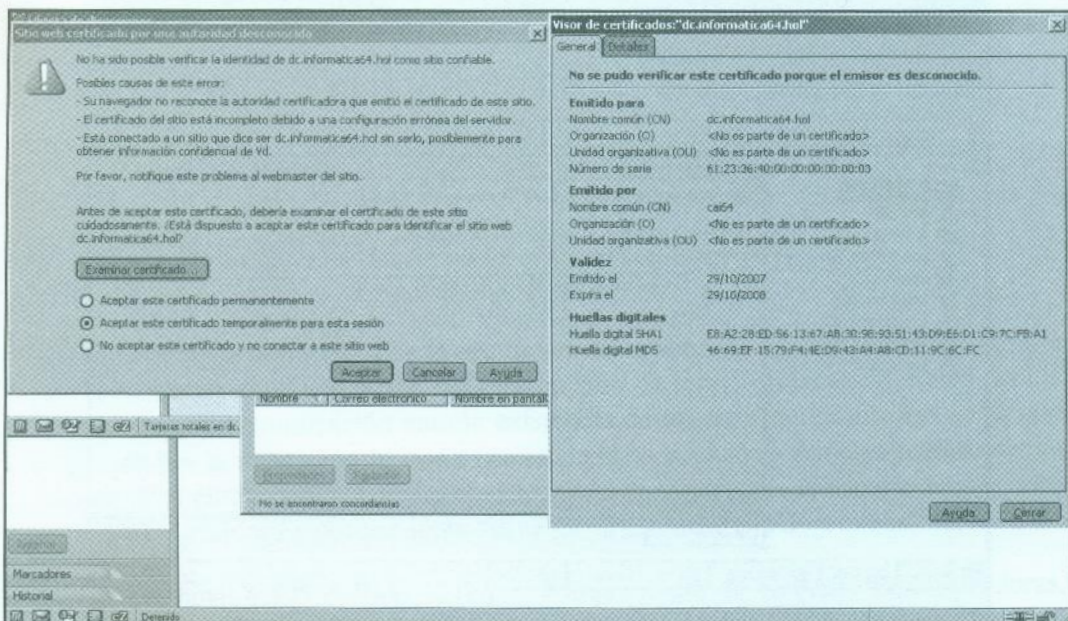 Sitio web certificado por una autoridad desconocida
No ha sido posible verificar la identidad de dc.informatica64.hol como sitio confiable.
Posibles causas de este error:
- Su navegador no reconoce la autoridad certificadora que emitió el certificado de este sitio.
- El certificado del sitio está incompleto debido a una configuración errónea del servidor.
- Está conectado a un sitio que dice ser dc.informatica64.hol sin serlo, posiblemente para
obtener información confidencial de Vd.
Por favor, notifique este problema al webmaster del sitio.
Antes de aceptar este certificado, debería examinar el certificado de este sitio
cuidadosamente. ¿Está dispuesto a aceptar este certificado para identificar el sitio web
dc.informatica64.hol?
Examinar certificado...
Aceptar este certificado permanentemente
Aceptar este certificado temporalmente para esta sesión
No aceptar este certificado y no conectar a este sitio web
Aceptar Cancelar Ayuda
Nombre Correo electrónico Nombre en pantall
Tarjetas totales en dc.
Propiedades
No se encontraron concordancias
Marcadores
Historial
Detenido
Visor de certificados:"dc.informatica64.hol"
General Detalles
No se pudo verificar este certificado porque el emisor es desconocido.
Emitido para
Nombre común (CN) dc.informatica64.hol
Organización (O) <No es parte de un certificado>
Unidad organizativa (OU) <No es parte de un certificado>
Número de serie 61:23:36:40:00:00:00:00:00:03
Emitido por
Nombre común (CN) cai64
Organización (O) <No es parte de un certificado>
Unidad organizativa (OU) <No es parte de un certificado>
Validez
Emitido el 29/10/2007
Expira el 29/10/2008
Huellas digitales
Huella digital SHA1 E8:A2:28:ED:56:13:67:AB:30:9E:93:51:43:D9:E6:D1:C9:7C:FB:A1
Huella digital MD5 46:69:EF:15:79:F4:4E:D9:43:A4:A8:CD:11:9C:6C:FC
Ayuda Cerrar